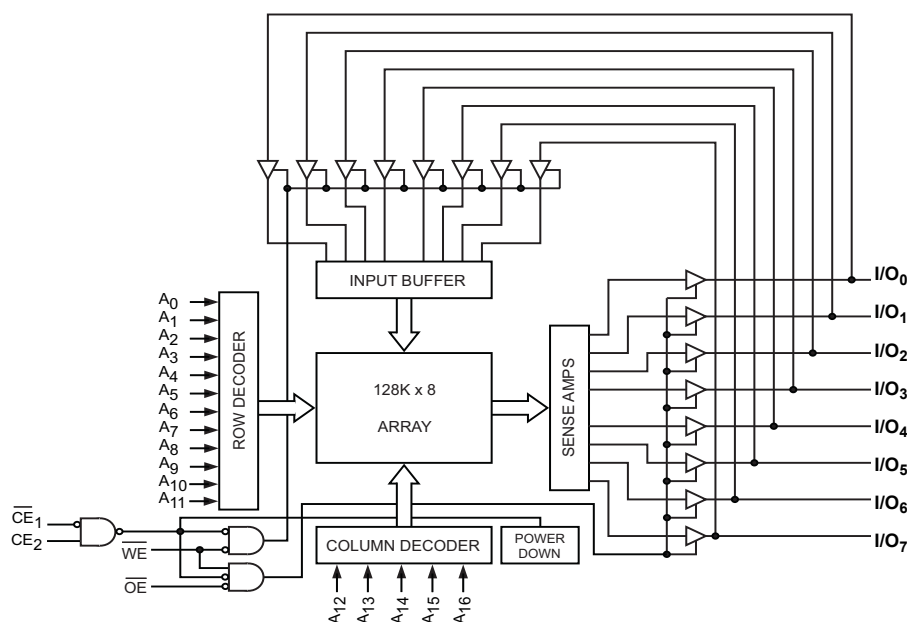 INPUT BUFFER
I/O0
I/O1
I/O2
I/O3
I/O4
I/O5
I/O6
I/O7
A0
A1
A2
A3
A4
A5
A6
A7
A8
A9
A10
A11
ROW DECODER
128K x 8
ARRAY
SENSE AMPS
CE1
CE2
WE
OE
COLUMN DECODER
POWER
DOWN
A12
A13
A14
A15
A16